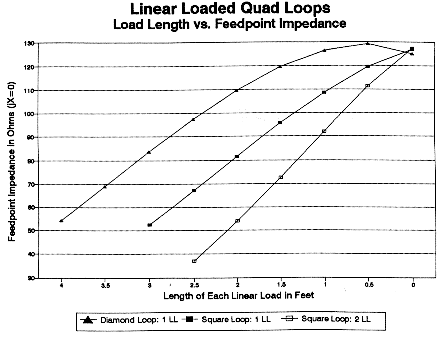 Linear Loaded Quad Loops
Load Length vs. Feedpoint Impedance
Feedpoint Impedance in Ohms (jX=0)
130
120
110
100
90
80
70
60
50
40
30
4 3.5 3 2.5 2 1.5 1 0.5 0
Length of Each Linear Load In Feet
Diamond Loop: 1 LL Square Loop: 1 LL Square Loop: 2 LL